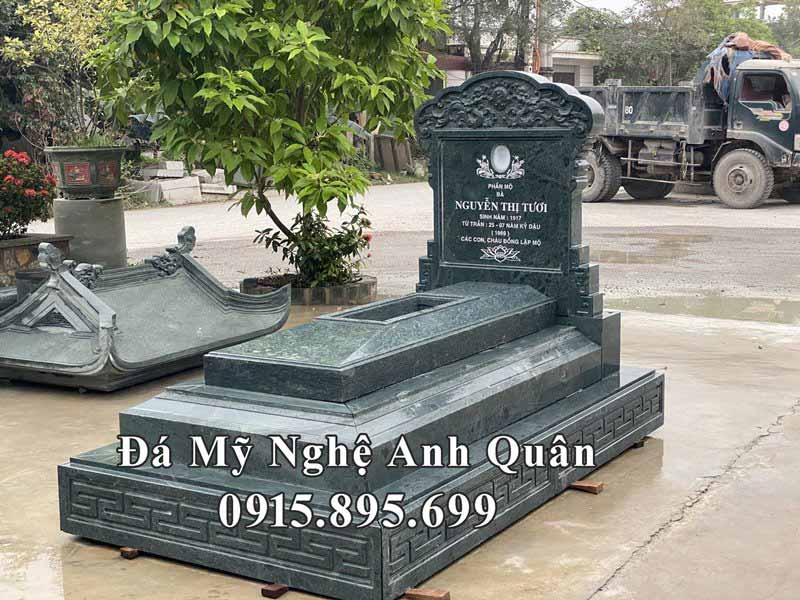 80
PHẦN MỘ
BÀ
NGUYỄN THỊ TƯƠI
SINH NĂM : 1917
TỪ TRẦN : 25 - 07 NĂM KỶ DẬU
( 1969 )
CÁC CON, CHÁU ĐỒNG LẬP MỘ
Đá Mỹ Nghệ Anh Quân
0915.895.699